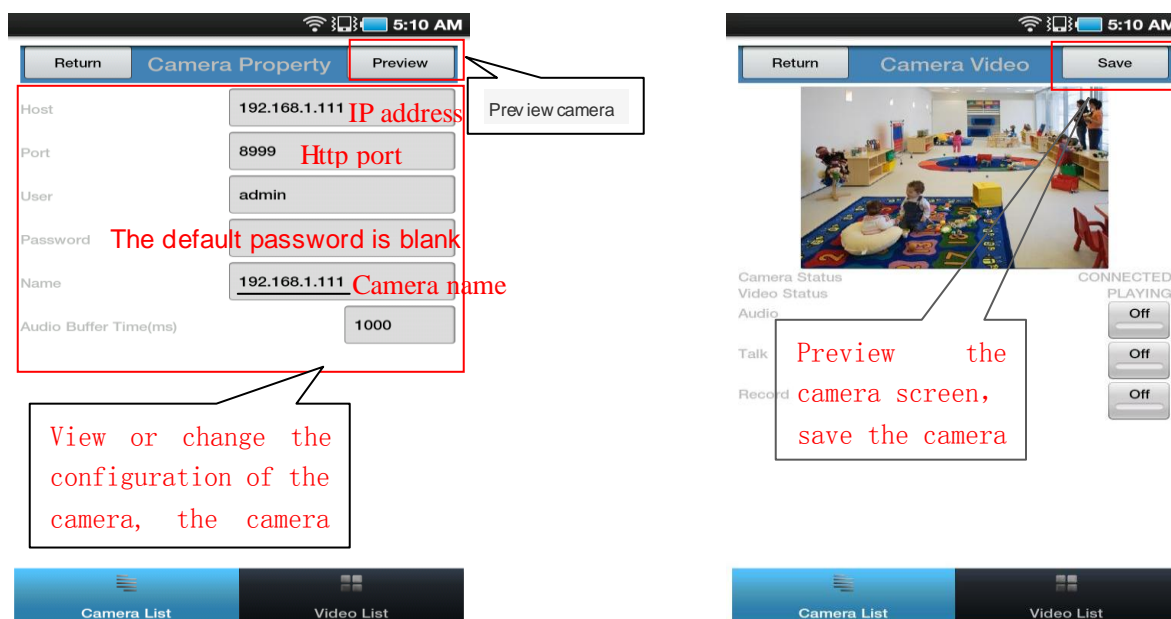 5:10 AM
Return Camera Property Preview
Preview camera
Host 192.168.1.111 IP address
Port 8999 Http port
User admin
Password The default password is blank
Name 192.168.1.111 Camera name
Audio Buffer Time(ms) 1000
View or change the
configuration of the
camera, the camera
Camera List Video List
5:10 AM
Return Camera Video Save
Camera Status CONNECTED
Video Status PLAYING
Audio Off
Talk Off
Record Off
Preview the
camera screen,
save the camera
Camera List Video List